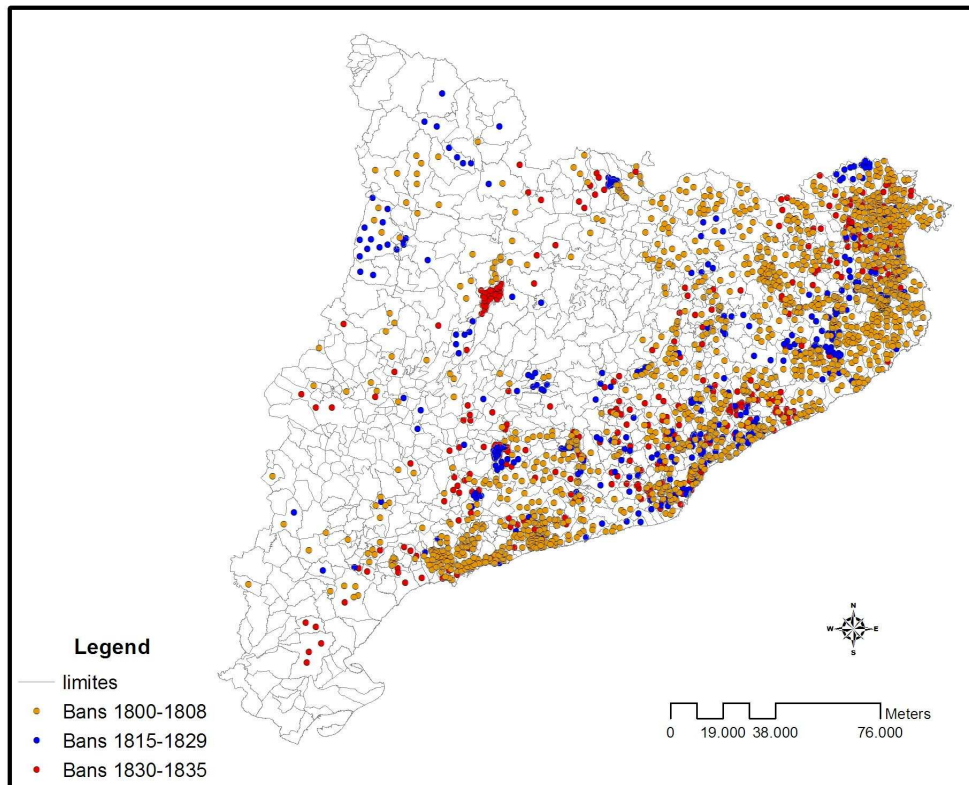 N
W E
S
Legend
limites
Bans 1800-1808
Bans 1815-1829
Bans 1830-1835
Meters
0 19.000 38.000 76.000